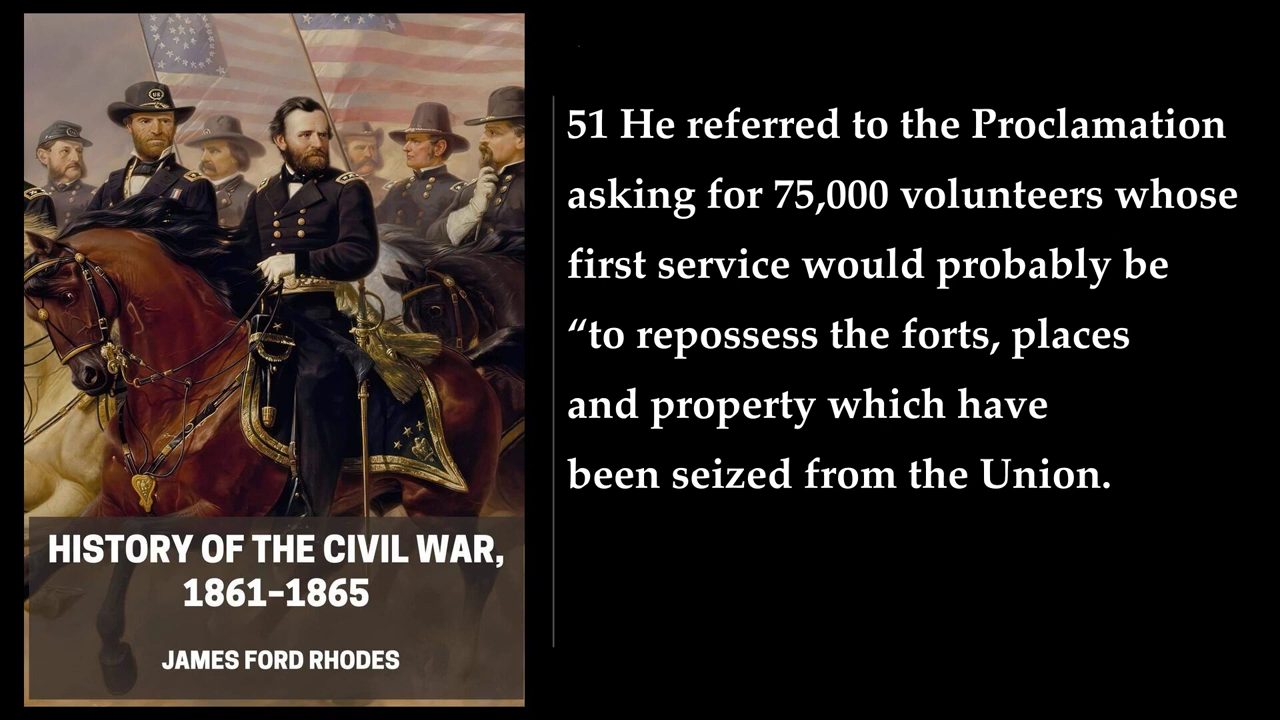 HISTORY OF THE CIVIL WAR,
1861–1865
JAMES FORD RHODES
51 He referred to the Proclamation
asking for 75,000 volunteers whose
first service would probably be
“to repossess the forts, places
and property which have
been seized from the Union.